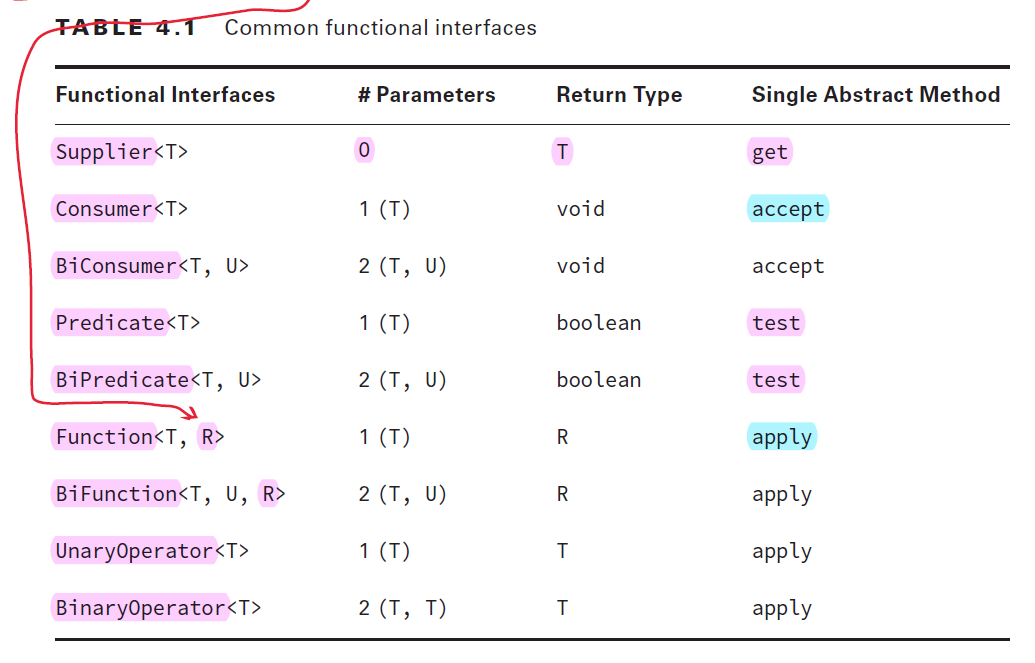 TABLE 4.1 Common functional interfaces
Functional Interfaces # Parameters Return Type Single Abstract Method
Supplier<T> 0 T get
Consumer<T> 1 (T) void accept
BiConsumer<T, U> 2 (T, U) void accept
Predicate<T> 1 (T) boolean test
BiPredicate<T, U> 2 (T, U) boolean test
Function<T, R> 1 (T) R apply
BiFunction<T, U, R> 2 (T, U) R apply
UnaryOperator<T> 1 (T) T apply
BinaryOperator<T> 2 (T, T) T apply